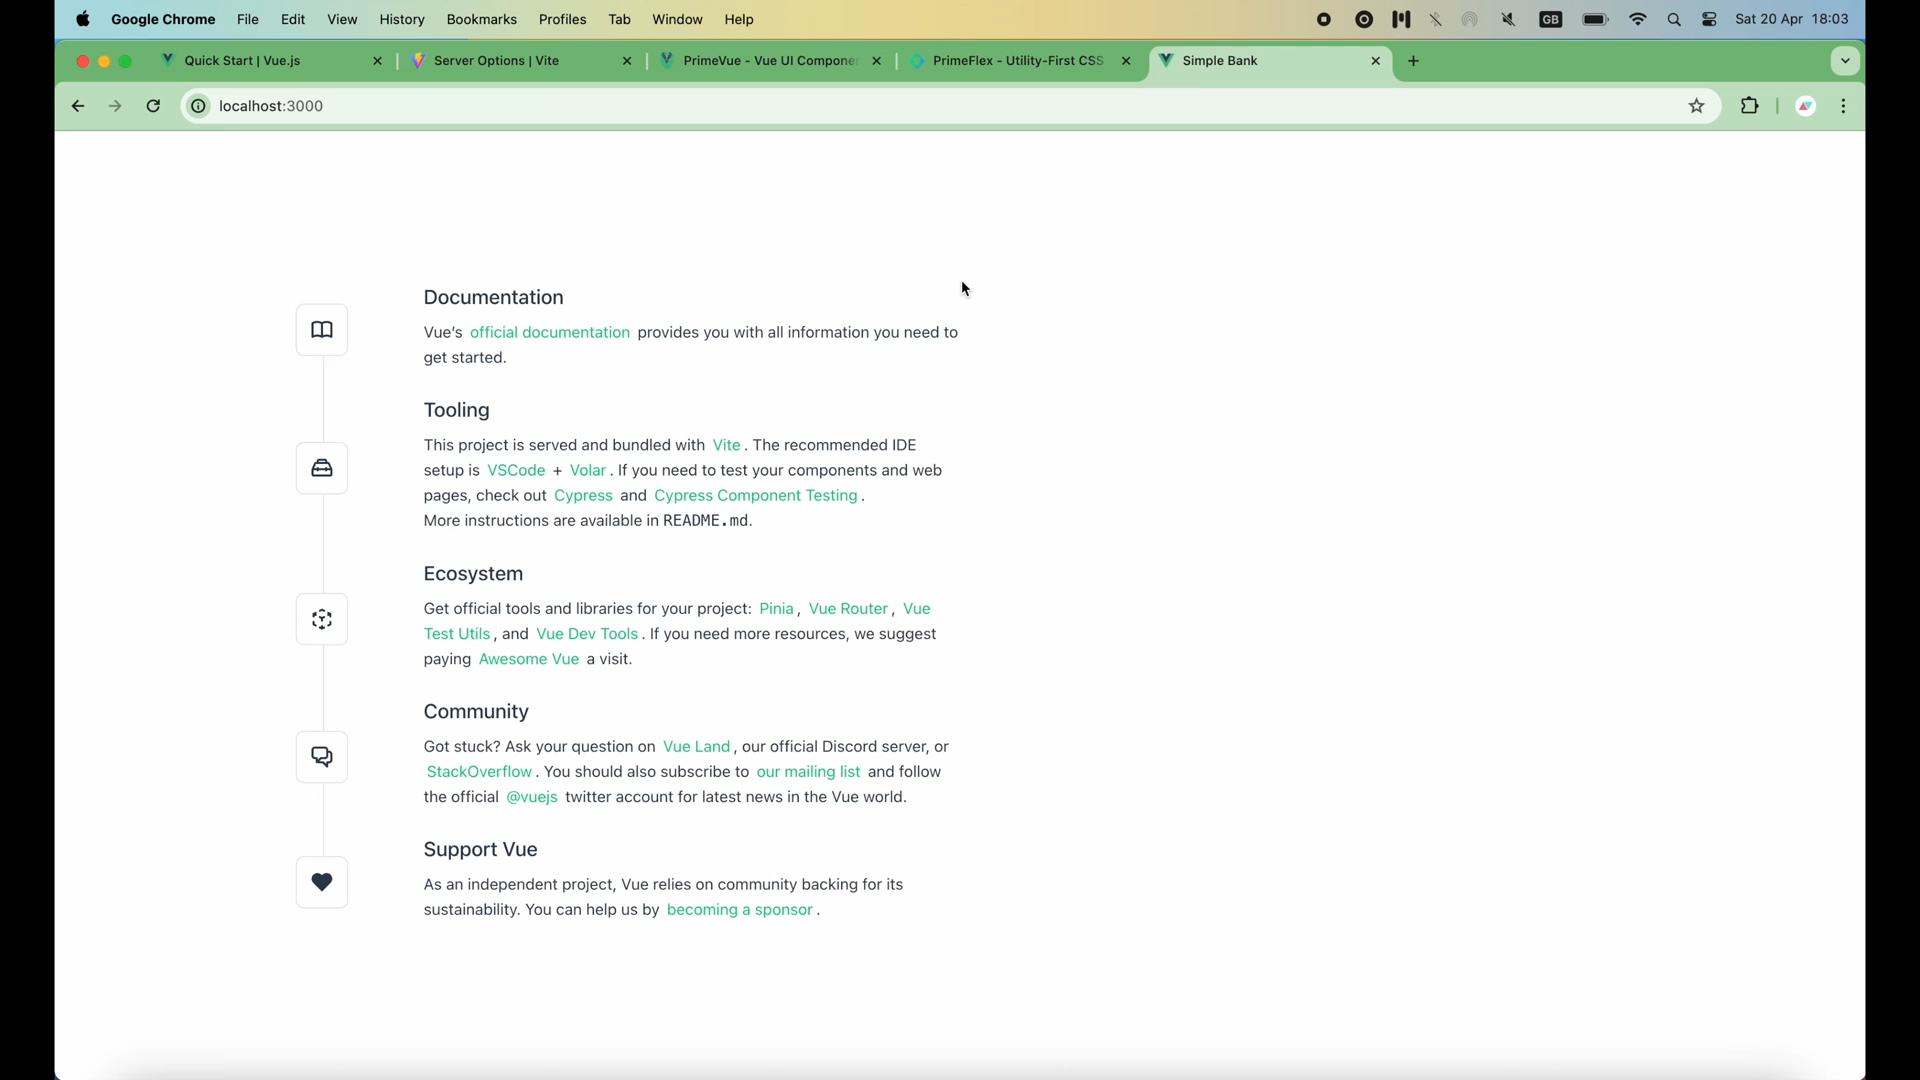 Google Chrome File Edit View History Bookmarks Profiles Tab Window Help GB Sat 20 Apr 18:03
Quick Start | Vue.js Server Options | Vite PrimeVue - Vue UI Compone PrimeFlex - Utility-First CSS Simple Bank
localhost:3000
Documentation
Vue's official documentation provides you with all information you need to
get started.
Tooling
This project is served and bundled with Vite. The recommended IDE
setup is VSCode + Volar. If you need to test your components and web
pages, check out Cypress and Cypress Component Testing.
More instructions are available in README.md.
Ecosystem
Get official tools and libraries for your project: Pinia, Vue Router, Vue
Test Utils, and Vue Dev Tools. If you need more resources, we suggest
paying Awesome Vue a visit.
Community
Got stuck? Ask your question on Vue Land, our official Discord server, or
StackOverflow. You should also subscribe to our mailing list and follow
the official @vuejs twitter account for latest news in the Vue world.
Support Vue
As an independent project, Vue relies on community backing for its
sustainability. You can help us by becoming a sponsor.